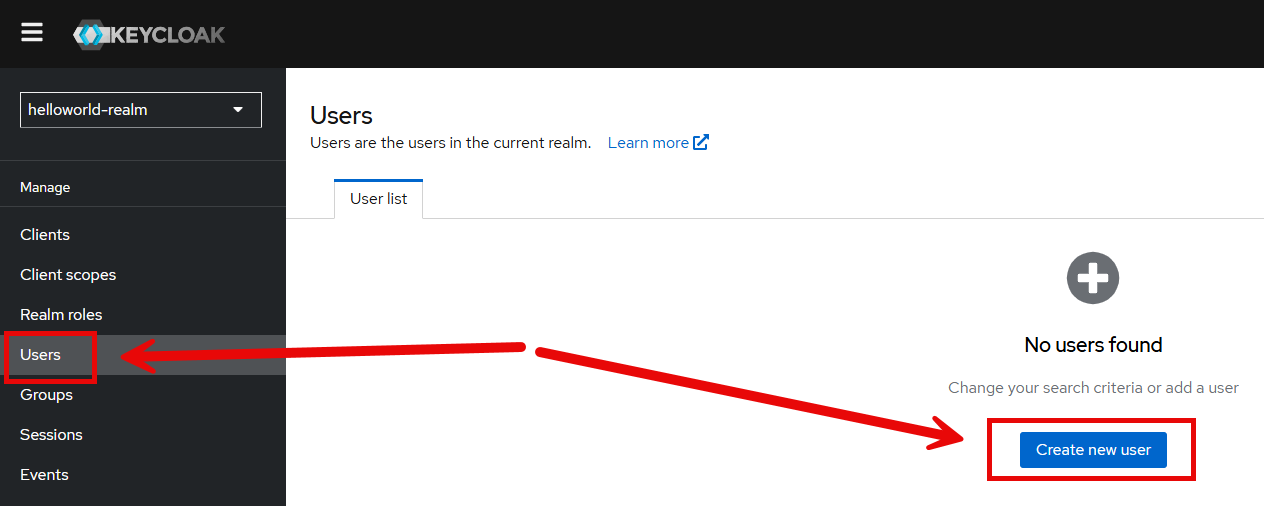 KEYCLOAK
helloworld-realm
Manage
Clients
Client scopes
Realm roles
Users
Groups
Sessions
Events
Users
Users are the users in the current realm. Learn more
User list
No users found
Change your search criteria or add a user
Create new user